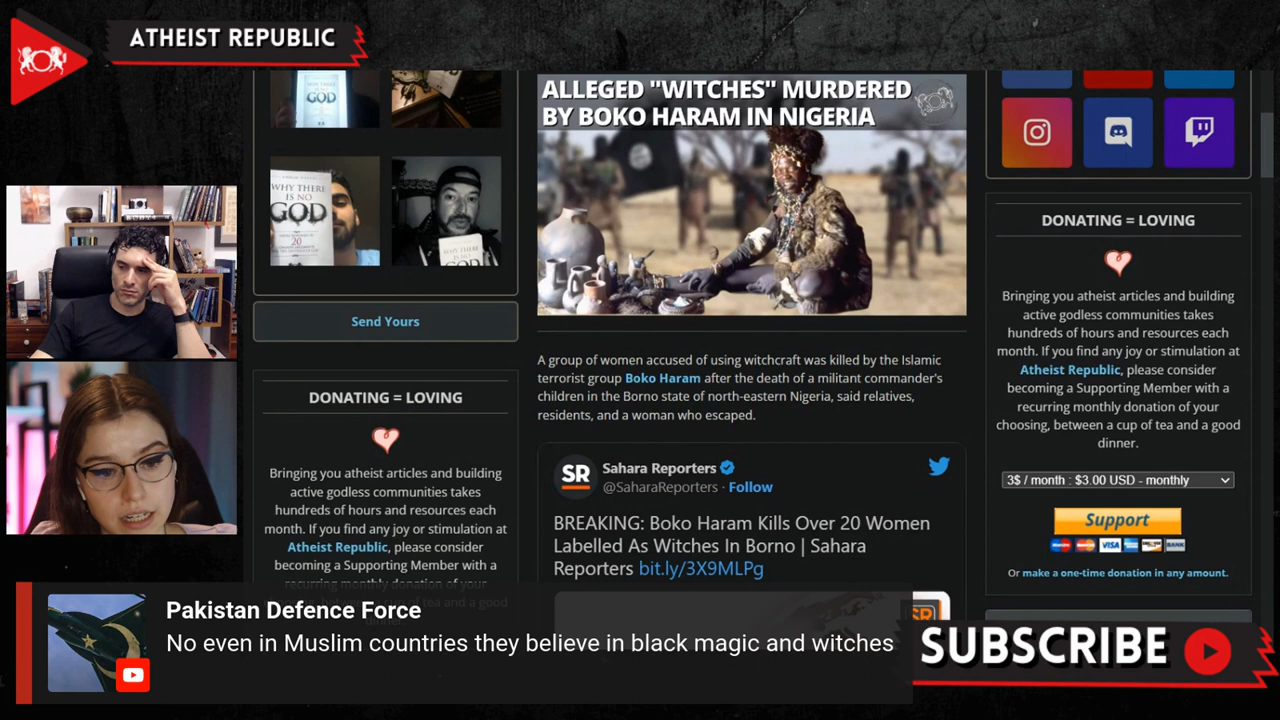 ATHEIST REPUBLIC
GOD
WHY THERE
IS NO
GOD
20
Send Yours
DONATING = LOVING
Bringing you atheist articles and building
active godless communities takes
hundreds of hours and resources each
month. If you find any joy or stimulation at
Atheist Republic, please consider
becoming a Supporting Member with a
recurring monthly donation of your
ALLEGED "WITCHES" MURDERED
BY BOKO HARAM IN NIGERIA
A group of women accused of using witchcraft was killed by the Islamic
terrorist group Boko Haram after the death of a militant commander's
children in the Borno state of north-eastern Nigeria, said relatives,
residents, and a woman who escaped.
SR
Sahara Reporters
@SaharaReporters · Follow
BREAKING: Boko Haram Kills Over 20 Women
Labelled As Witches In Borno | Sahara
Reporters bit.ly/3X9MLPg
SR
DONATING = LOVING
Bringing you atheist articles and building
active godless communities takes
hundreds of hours and resources each
month. If you find any joy or stimulation at
Atheist Republic, please consider
becoming a Supporting Member with a
recurring monthly donation of your
choosing, between a cup of tea and a good
dinner.
3$ / month : $3.00 USD - monthly
Support
VISA
BANK
Or make a one-time donation in any amount.
Pakistan Defence Force
No even in Muslim countries they believe in black magic and witches
SUBSCRIBE